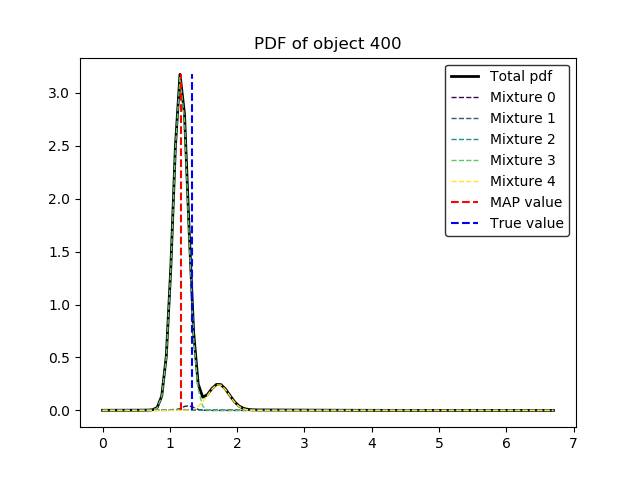 PDF of object 400
Total pdf
Mixture 0
Mixture 1
Mixture 2
Mixture 3
Mixture 4
MAP value
True value
3.0
2.5
2.0
1.5
1.0
0.5
0.0
0 1 2 3 4 5 6 7